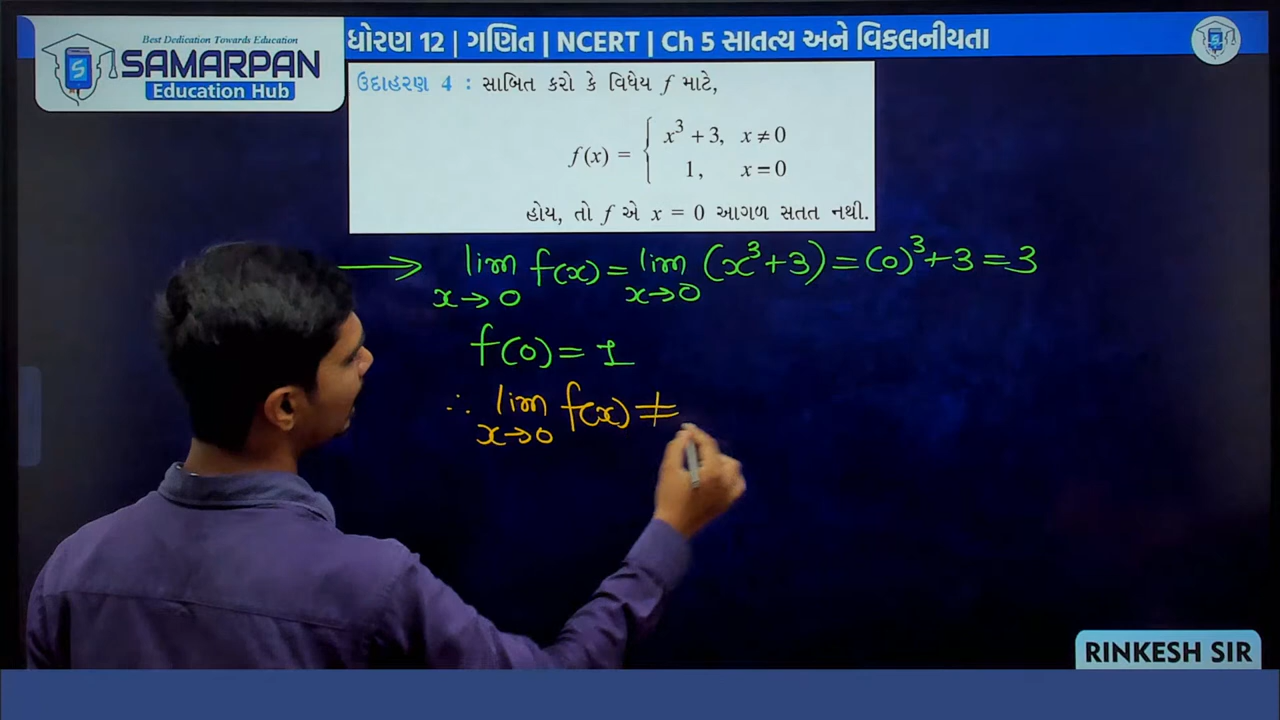 Best Dedication Towards Education
SAMARPAN
Education Hub
ધોરણ 12 | ગણિત | NCERT | Ch 5 સાતત્ય અને વિકલનીયતા
ઉદાહરણ 4 : સાબિત કરો કે વિધેય f માટે,
f(x) = { x³ + 3, x ≠ 0
1, x = 0
હોય, તો f એ x = 0 આગળ સતત નથી.
→ lim x→0 f(x) = lim x→0 (x³+3) = (0)³+3 = 3
f(0) = 1
∴ lim x→0 f(x) ≠
RINKESH SIR